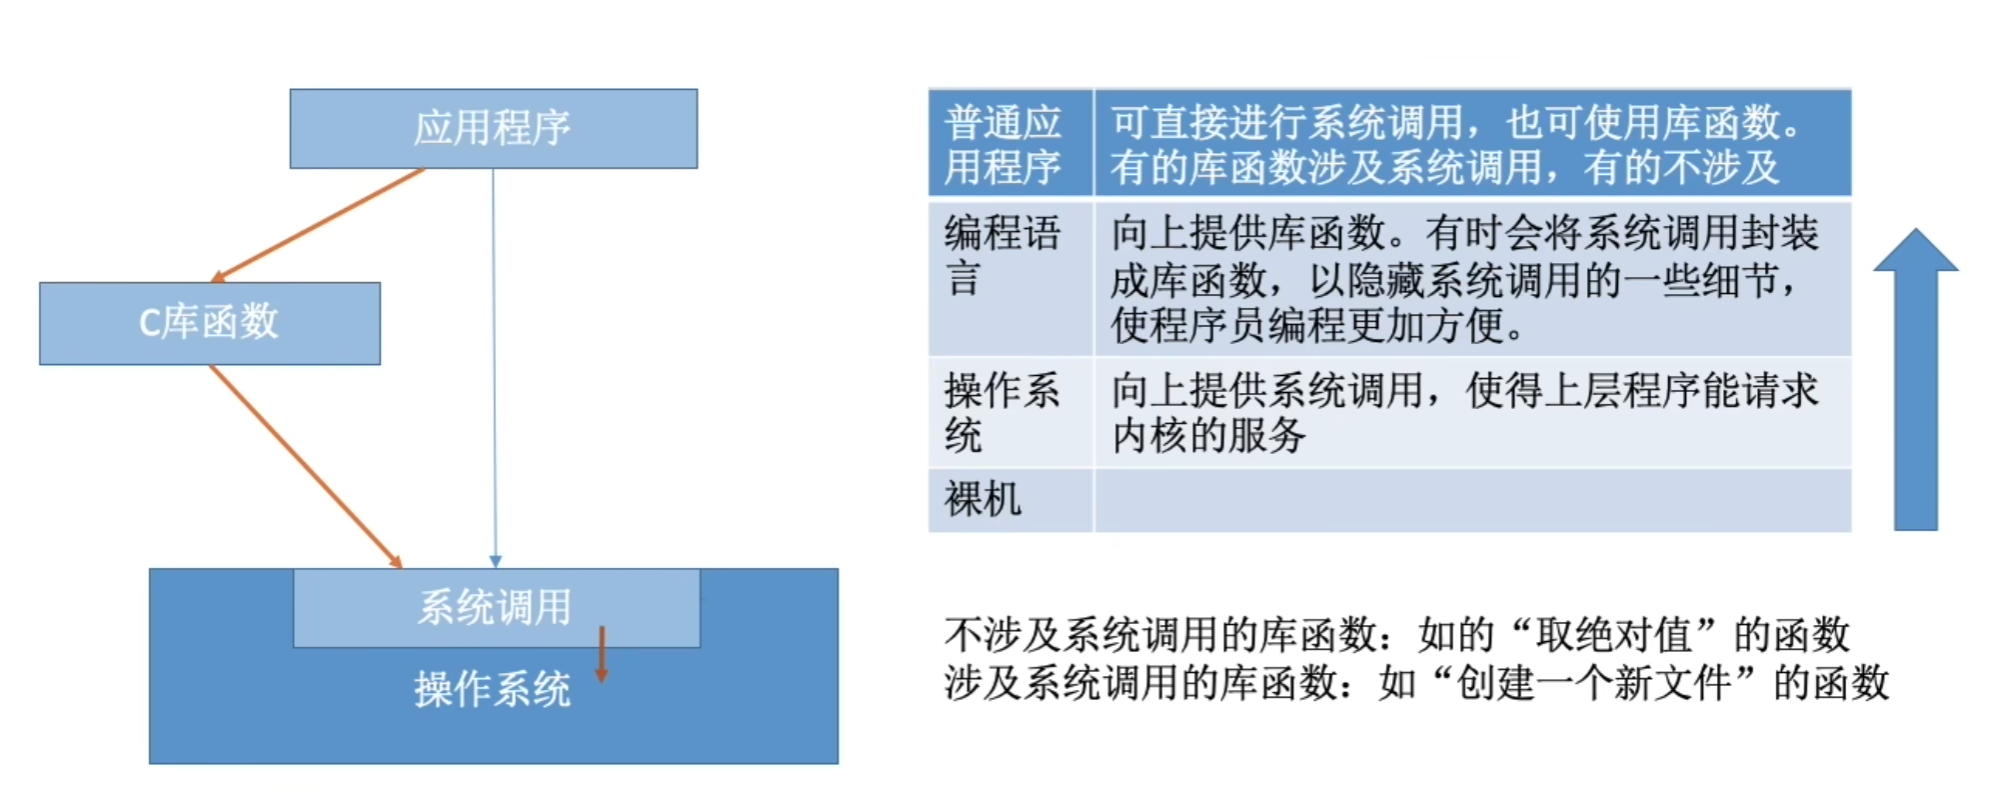 应用程序
C库函数
系统调用
操作系统
普通应
用程序
可直接进行系统调用，也可使用库函数。
有的库函数涉及系统调用，有的不涉及
编程语
言
向上提供库函数。有时会将系统调用封装
成库函数，以隐藏系统调用的一些细节，
使程序员编程更加方便。
操作系
统
向上提供系统调用，使得上层程序能请求
内核的服务
裸机
不涉及系统调用的库函数：如的“取绝对值”的函数
涉及系统调用的库函数：如“创建一个新文件”的函数